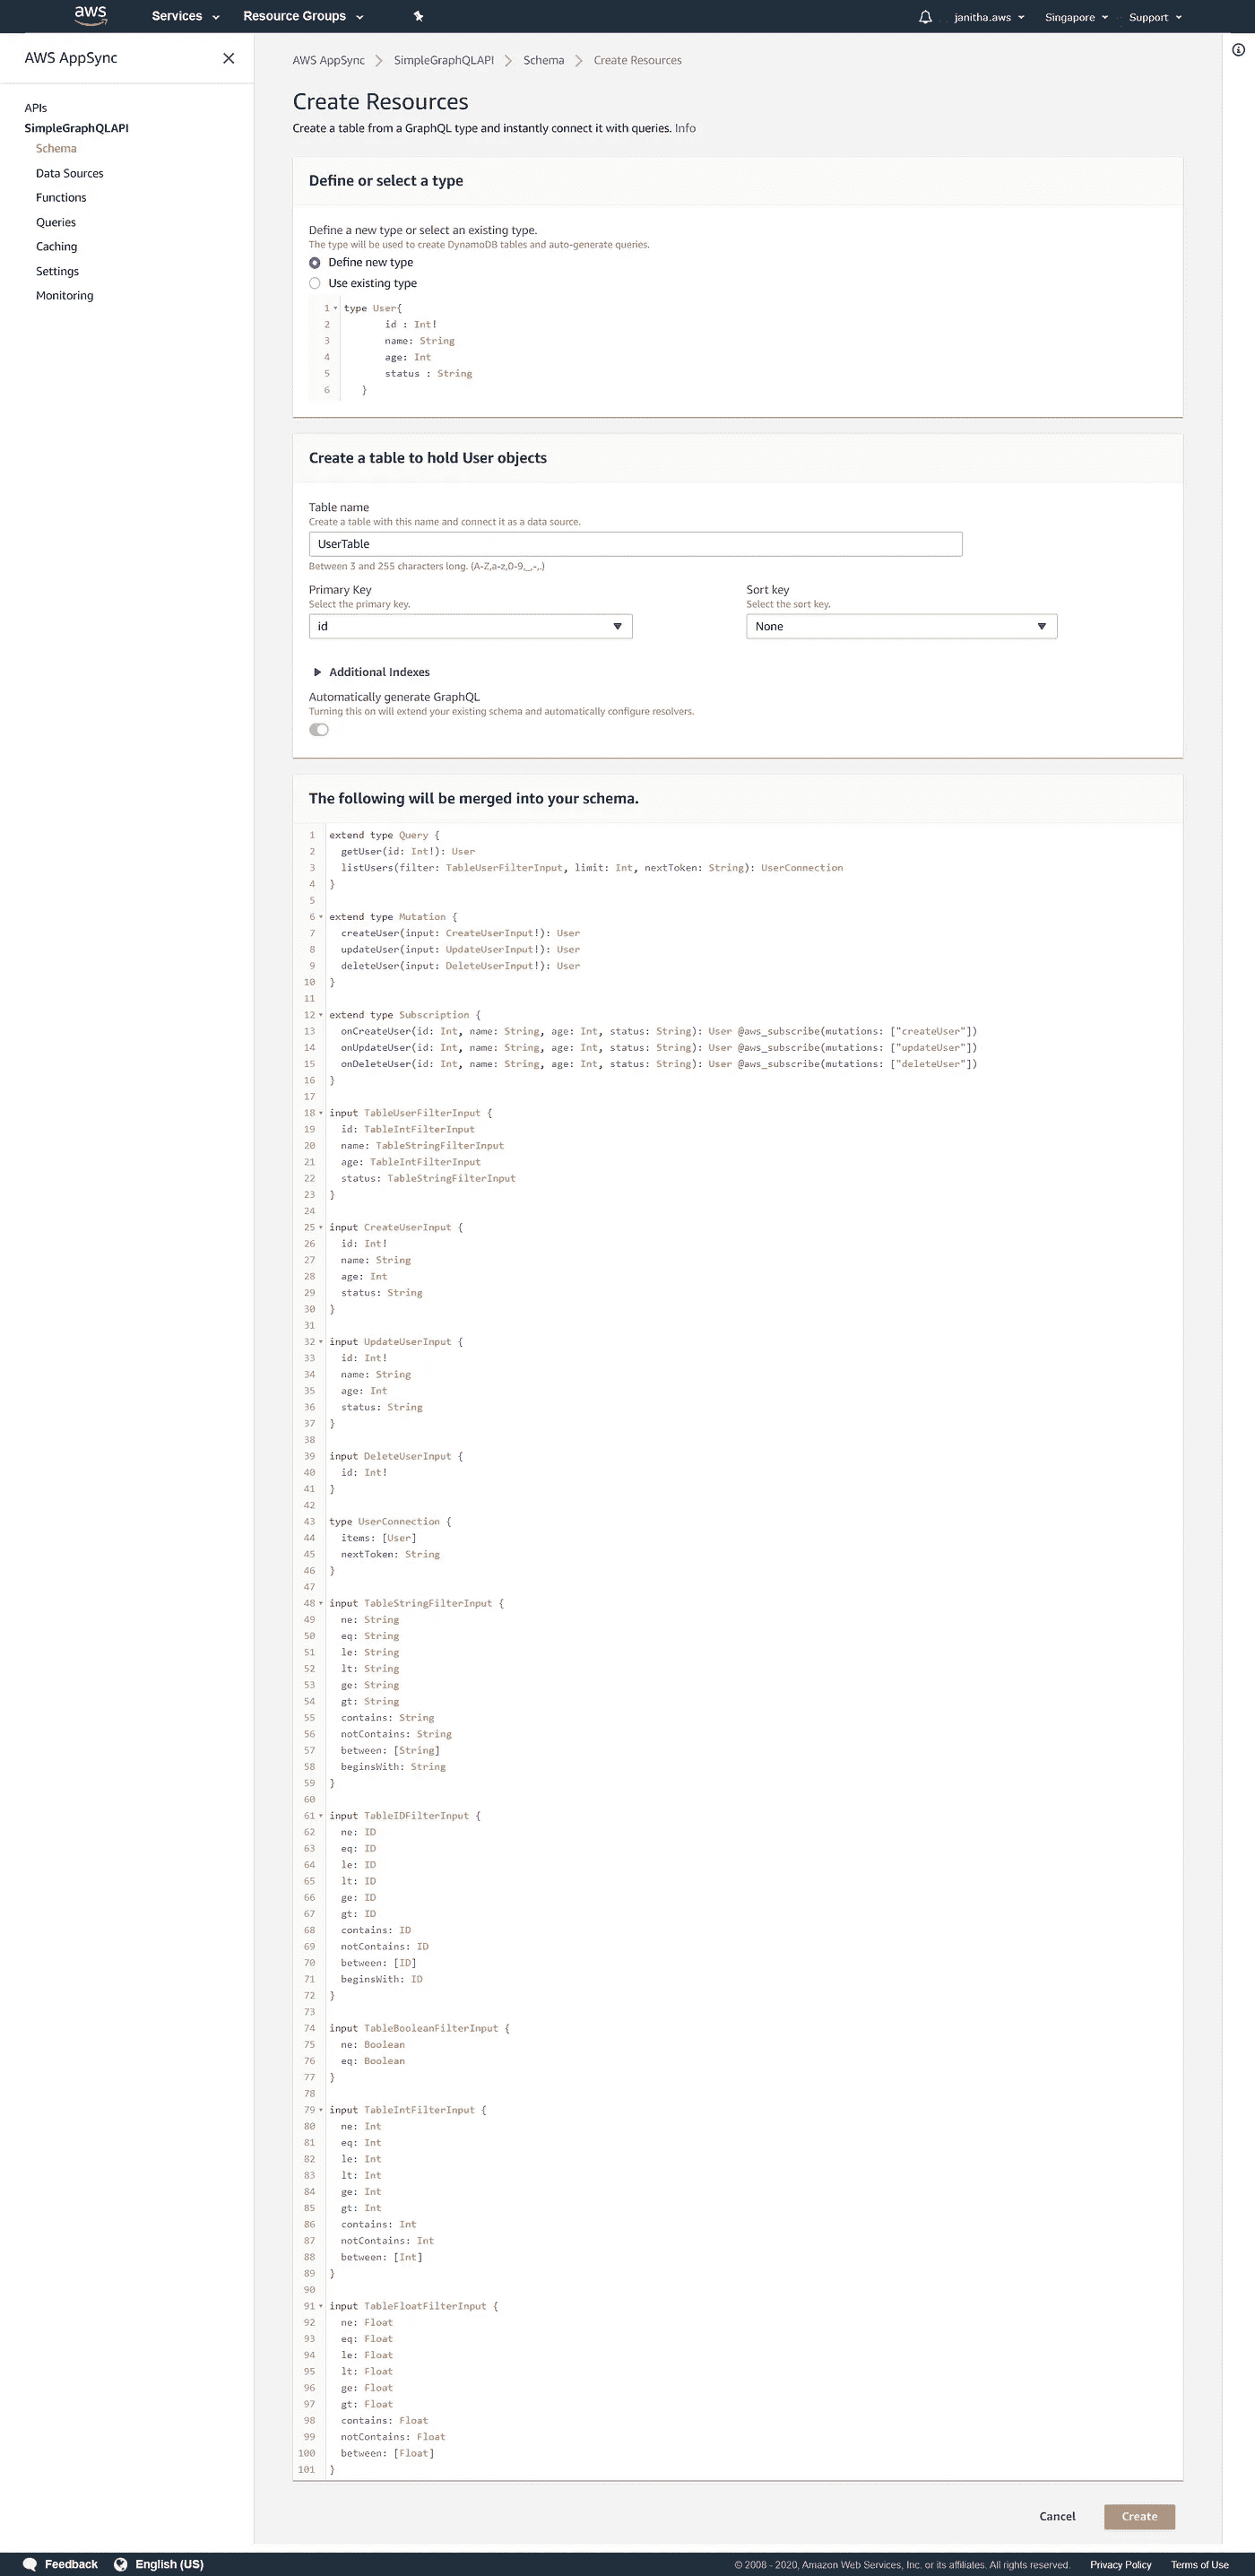 aws Services Resource Groups janitha.aws Singapore Support
AWS AppSync
APIs
SimpleGraphQLAPI
Schema
Data Sources
Functions
Queries
Caching
Settings
Monitoring
AWS AppSync > SimpleGraphQLAPI > Schema > Create Resources
Create Resources
Create a table from a GraphQL type and instantly connect it with queries. Info
Define or select a type
Define a new type or select an existing type.
The type will be used to create DynamoDB tables and auto-generate queries.
Define new type
Use existing type
1 type User{
2 id : Int!
3 name: String
4 age: Int
5 status : String
6 }
Create a table to hold User objects
Table name
Create a table with this name and connect it as a data source.
UserTable
Between 3 and 255 characters long. (A-Z,a-z,0-9,_,-,.)
Primary Key Sort key
Select the primary key. Select the sort key.
id None
Additional Indexes
Automatically generate GraphQL
Turning this on will extend your existing schema and automatically configure resolvers.
The following will be merged into your schema.
1 extend type Query {
2 getUser(id: Int!): User
3 listUsers(filter: TableUserFilterInput, limit: Int, nextToken: String): UserConnection
4 }
5
6 extend type Mutation {
7 createUser(input: CreateUserInput!): User
8 updateUser(input: UpdateUserInput!): User
9 deleteUser(input: DeleteUserInput!): User
10 }
11
12 extend type Subscription {
13 onCreateUser(id: Int, name: String, age: Int, status: String): User @aws_subscribe(mutations: ["createUser"])
14 onUpdateUser(id: Int, name: String, age: Int, status: String): User @aws_subscribe(mutations: ["updateUser"])
15 onDeleteUser(id: Int, name: String, age: Int, status: String): User @aws_subscribe(mutations: ["deleteUser"])
16 }
17
18 input TableUserFilterInput {
19 id: TableIntFilterInput
20 name: TableStringFilterInput
21 age: TableIntFilterInput
22 status: TableStringFilterInput
23 }
24
25 input CreateUserInput {
26 id: Int!
27 name: String
28 age: Int
29 status: String
30 }
31
32 input UpdateUserInput {
33 id: Int!
34 name: String
35 age: Int
36 status: String
37 }
38
39 input DeleteUserInput {
40 id: Int!
41 }
42
43 type UserConnection {
44 items: [User]
45 nextToken: String
46 }
47
48 input TableStringFilterInput {
49 ne: String
50 eq: String
51 le: String
52 lt: String
53 ge: String
54 gt: String
55 contains: String
56 notContains: String
57 between: [String]
58 beginsWith: String
59 }
60
61 input TableIDFilterInput {
62 ne: ID
63 eq: ID
64 le: ID
65 lt: ID
66 ge: ID
67 gt: ID
68 contains: ID
69 notContains: ID
70 between: [ID]
71 beginsWith: ID
72 }
73
74 input TableBooleanFilterInput {
75 ne: Boolean
76 eq: Boolean
77 }
78
79 input TableIntFilterInput {
80 ne: Int
81 eq: Int
82 le: Int
83 lt: Int
84 ge: Int
85 gt: Int
86 contains: Int
87 notContains: Int
88 between: [Int]
89 }
90
91 input TableFloatFilterInput {
92 ne: Float
93 eq: Float
94 le: Float
95 lt: Float
96 ge: Float
97 gt: Float
98 contains: Float
99 notContains: Float
100 between: [Float]
101 }
Cancel Create
Feedback English (US) © 2008 - 2020, Amazon Web Services, Inc. or its affiliates. All rights reserved. Privacy Policy Terms of Use